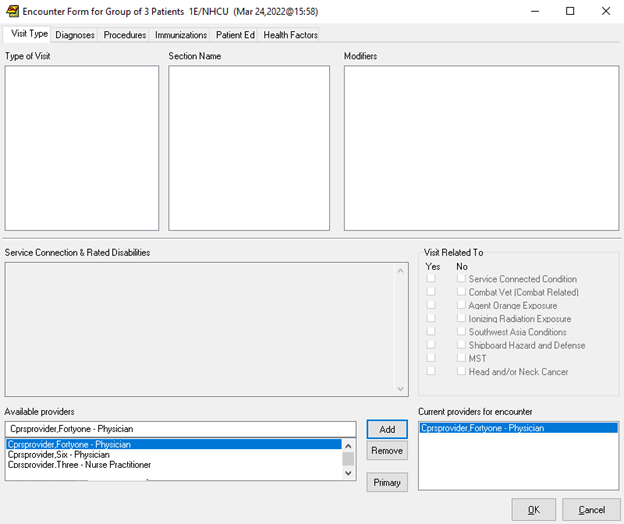 Encounter Form for Group of 3 Patients 1E/NHCU (Mar 24,2022@15:58)
Visit Type Diagnoses Procedures Immunizations Patient Ed Health Factors
Type of Visit Section Name Modifiers
Service Connection & Rated Disabilities
Visit Related To
Yes No
Service Connected Condition
Combat Vet (Combat Related)
Agent Orange Exposure
Ionizing Radiation Exposure
Southwest Asia Conditions
Shipboard Hazard and Defense
MST
Head and/or Neck Cancer
Available providers
Cprsprovider,Fortyone - Physician
Cprsprovider,Fortyone - Physician
Cprsprovider,Six - Physician
Cprsprovider,Three - Nurse Practitioner
Add
Remove
Primary
Current providers for encounter
Cprsprovider,Fortyone - Physician
OK Cancel